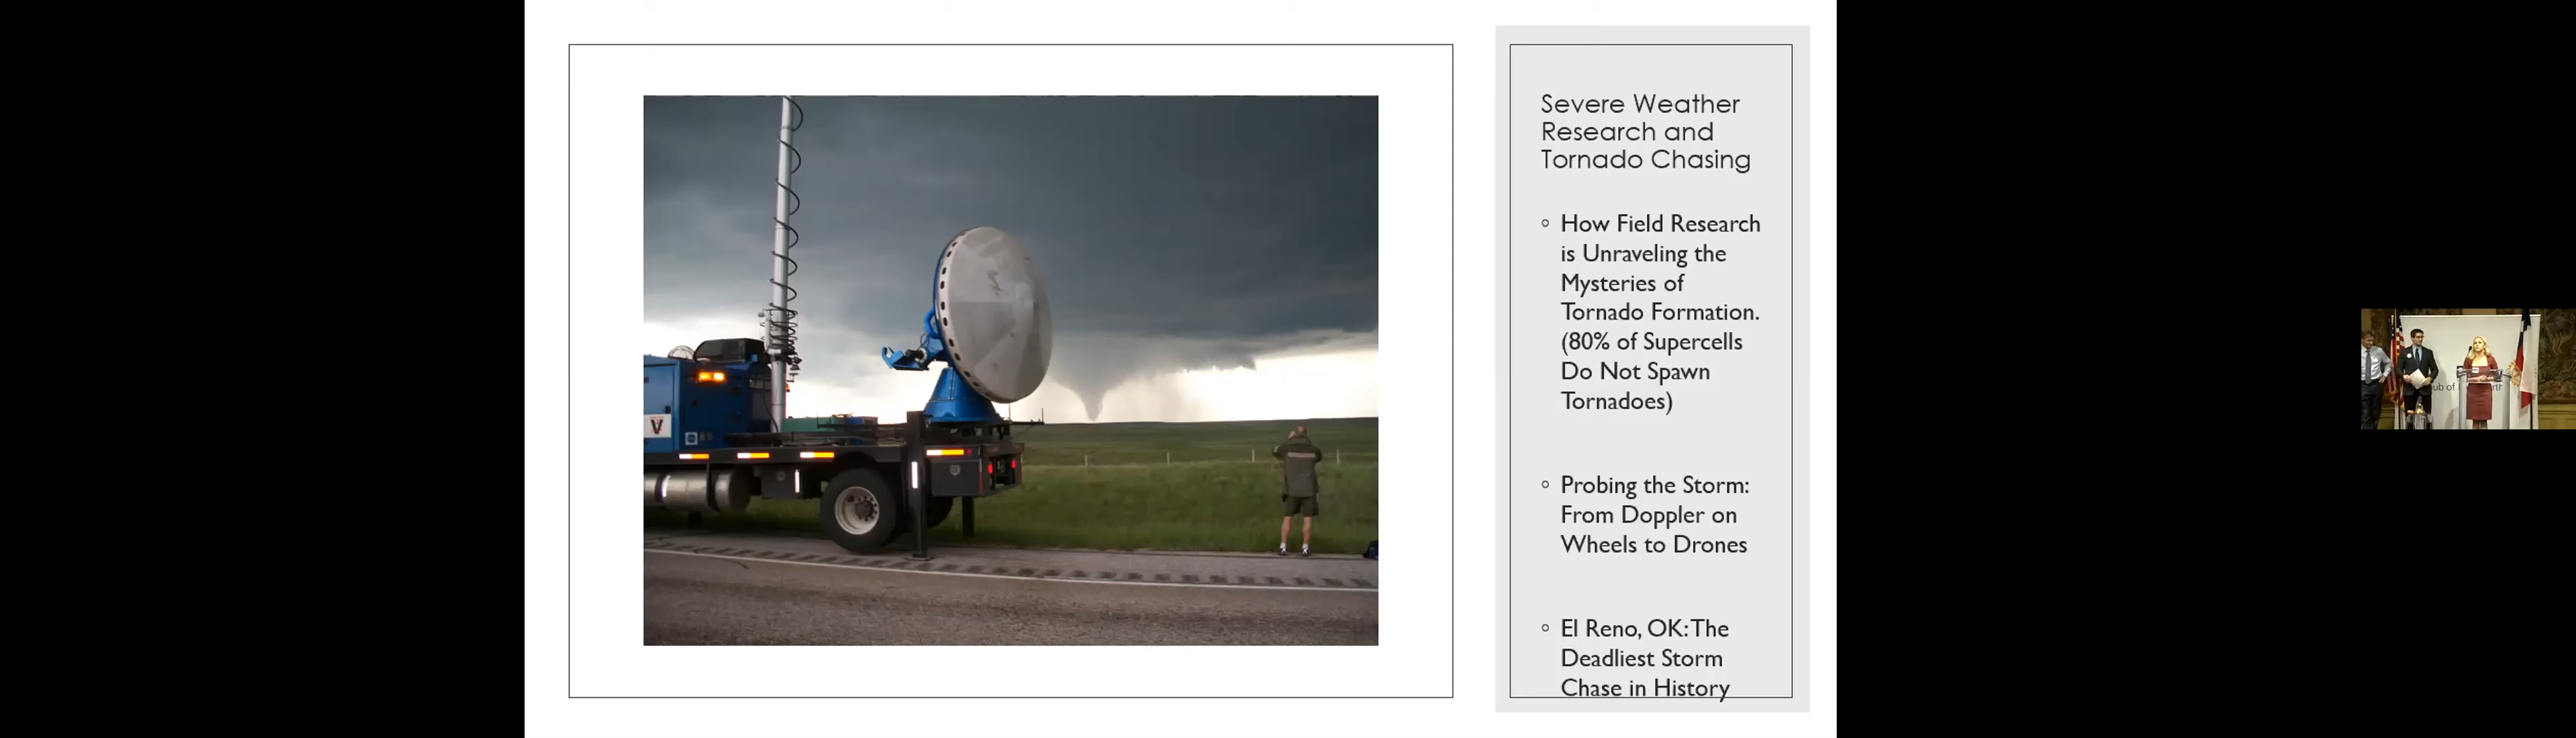 Severe Weather
Research and
Tornado Chasing
◦ How Field Research
is Unraveling the
Mysteries of
Tornado Formation.
(80% of Supercells
Do Not Spawn
Tornadoes)
◦ Probing the Storm:
From Doppler on
Wheels to Drones
◦ El Reno, OK: The
Deadliest Storm
Chase in History
V